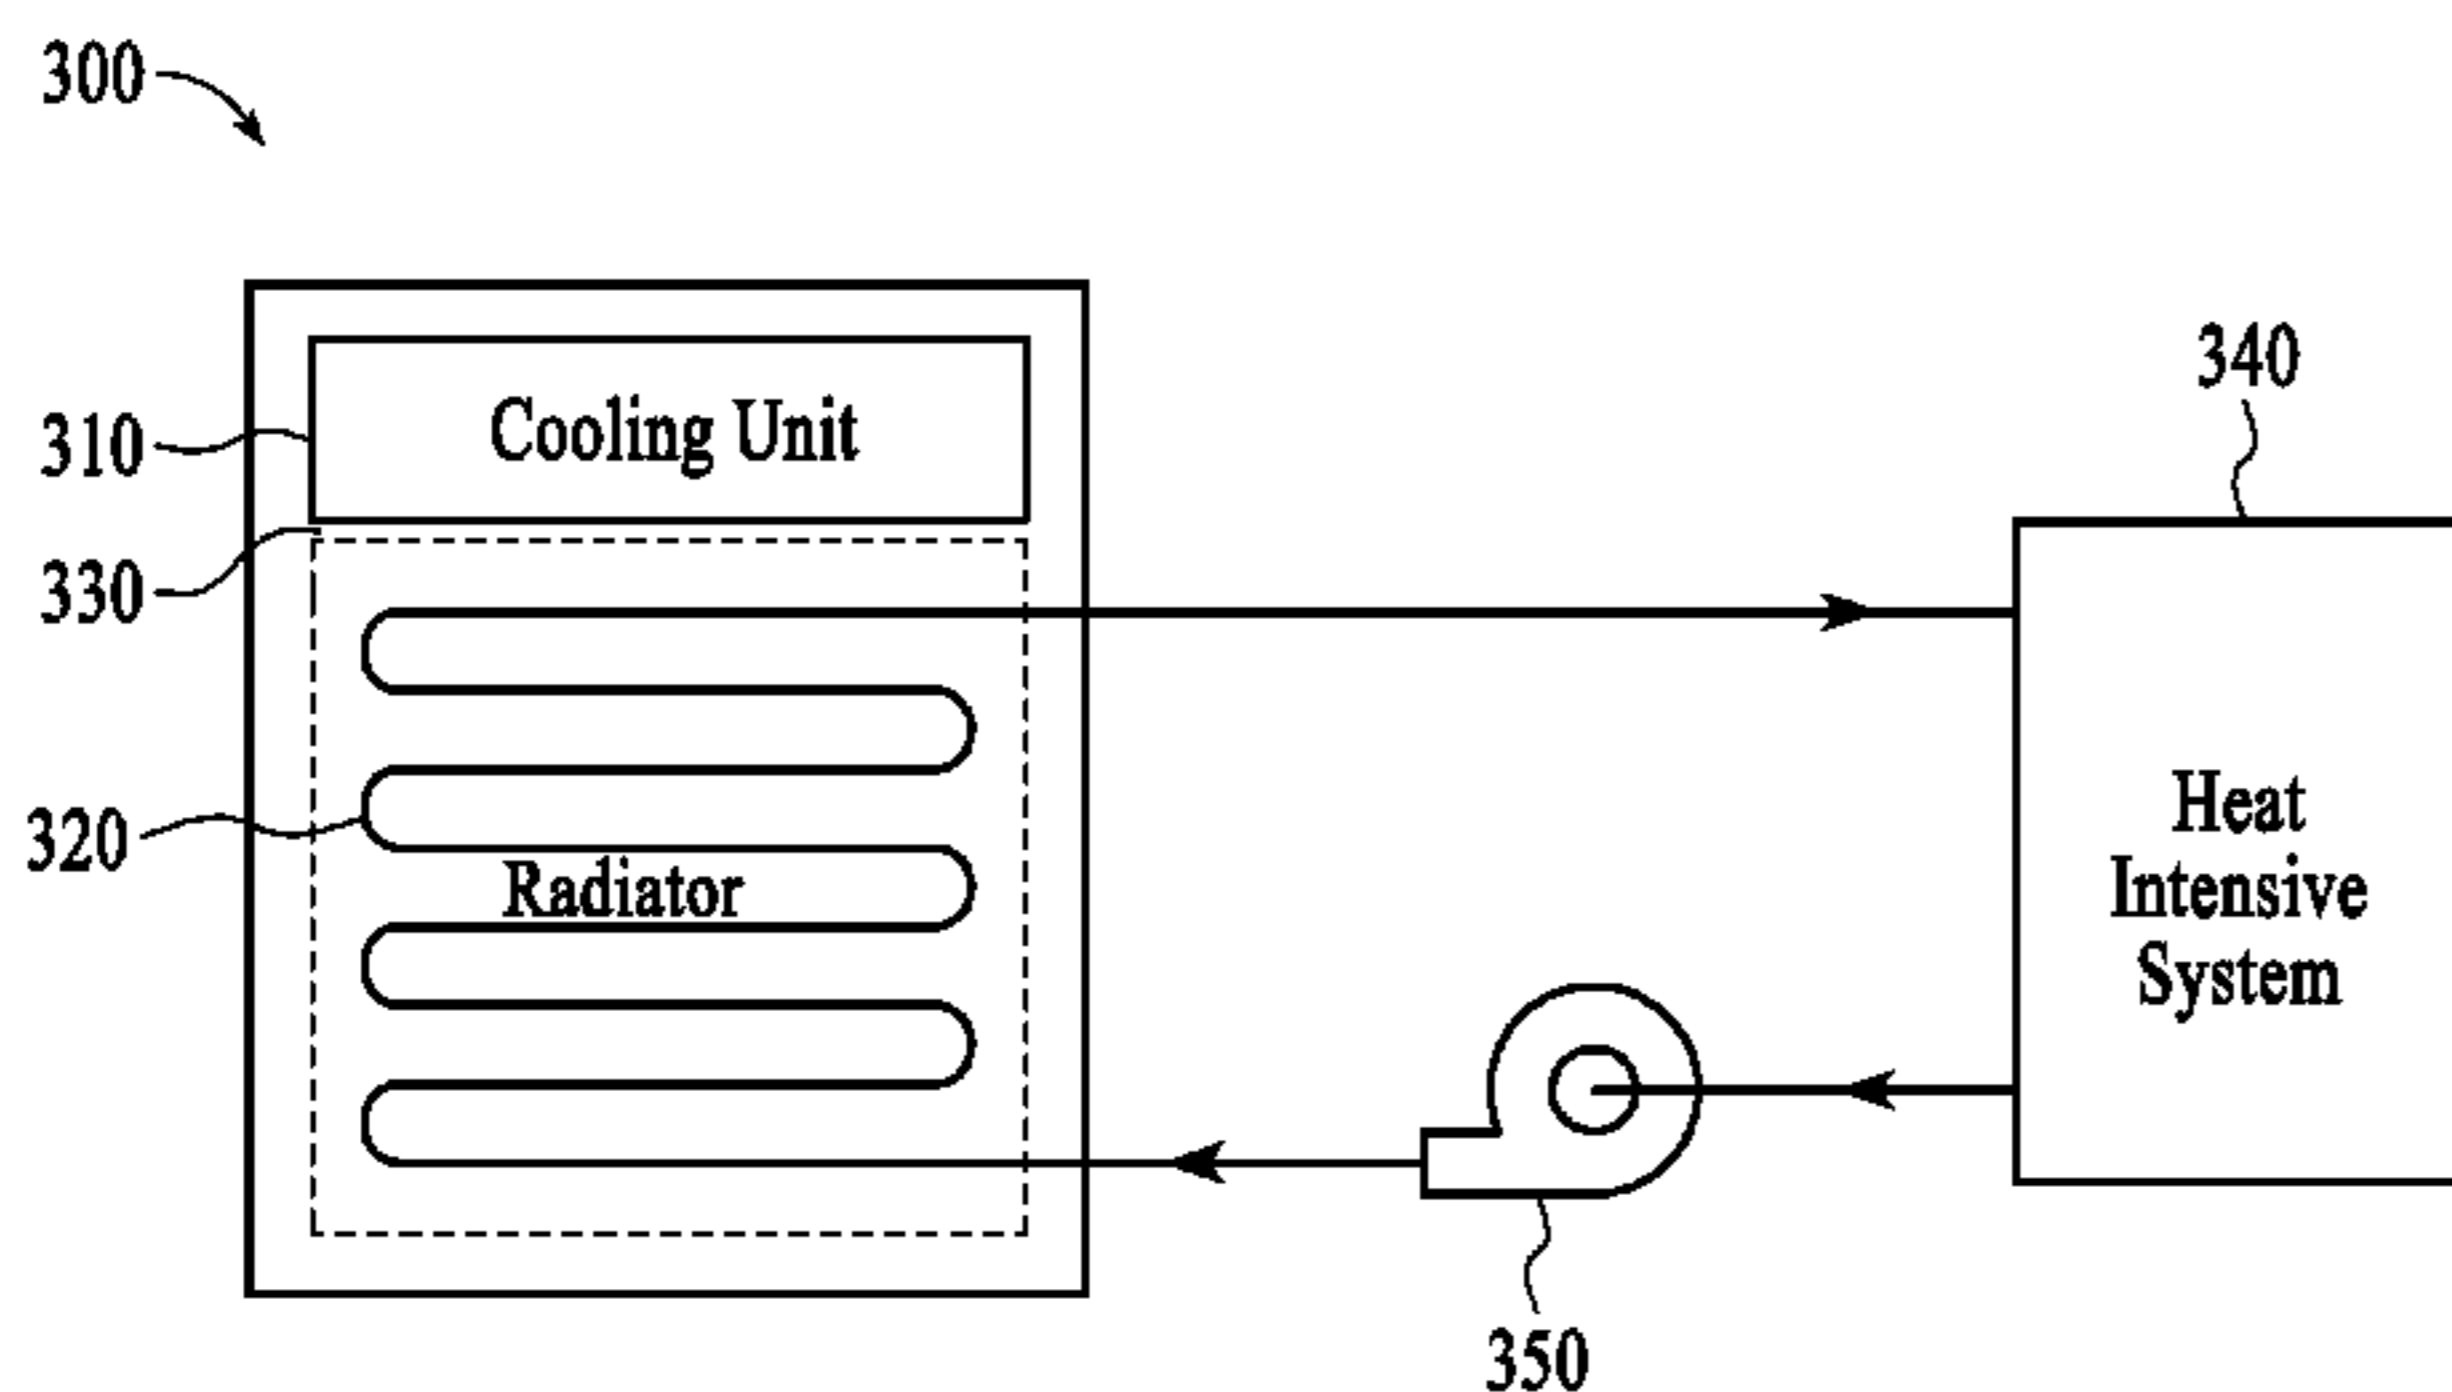 300
340
310
Cooling Unit
330
320
Radiator
Heat
Intensive
System
350